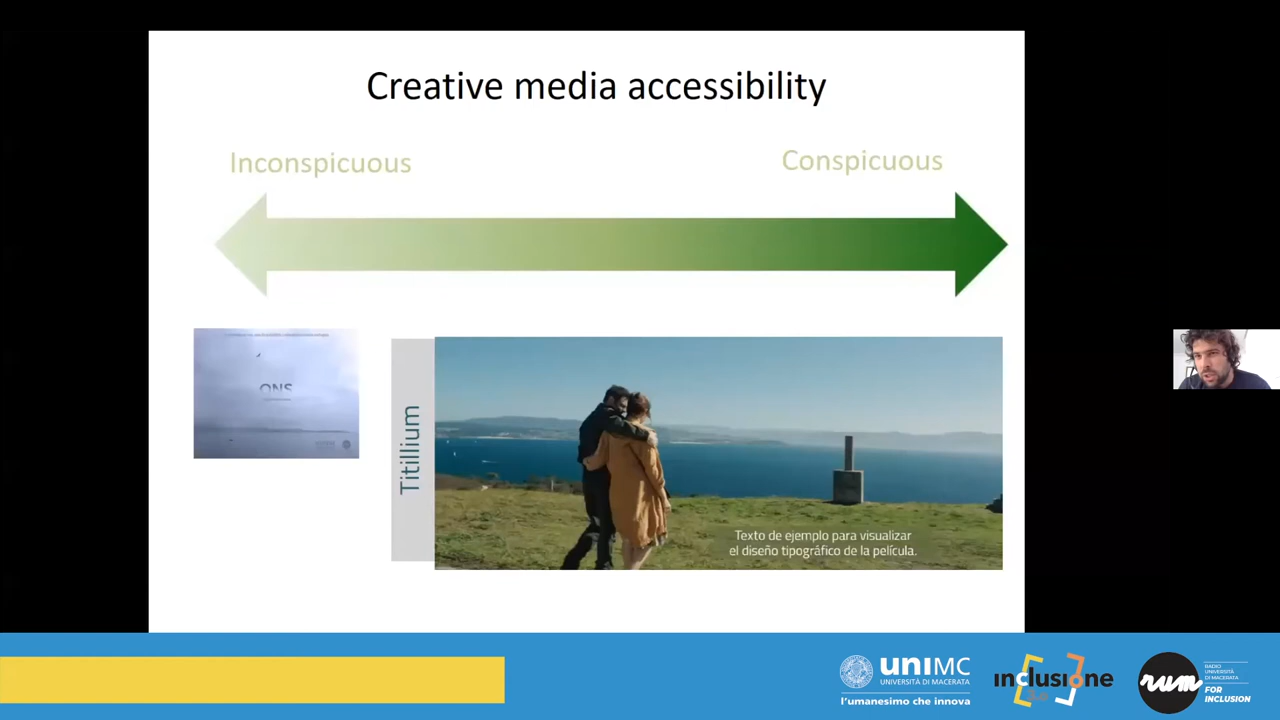 Creative media accessibility
Inconspicuous
Conspicuous
ONS
Titillium
Texto de ejemplo para visualizar
el diseño tipográfico de la película.
UNIMC
UNIVERSITÀ DI MACERATA
l'umanesimo che innova
inclusione
rum
RADIO
UNIVERSITÀ
DI MACERATA
FOR
INCLUSION